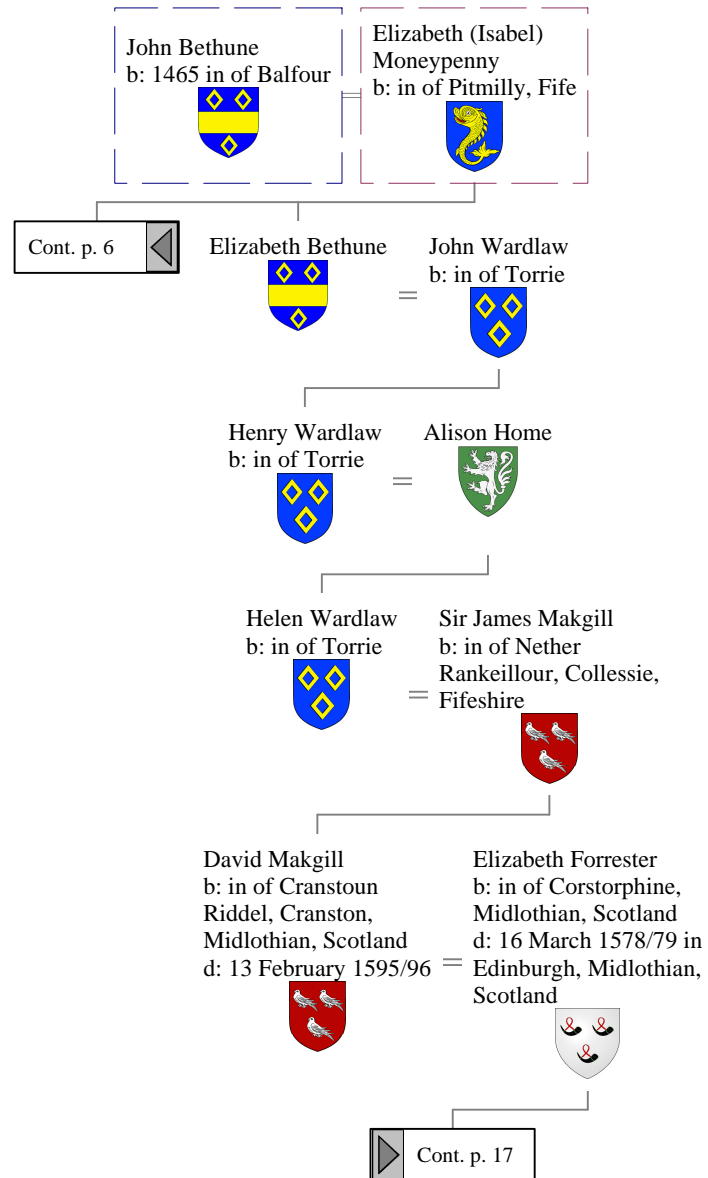 John Bethune
b: 1465 in of Balfour
Elizabeth (Isabel)
Moneypenny
b: in of Pitmilly, Fife
Cont. p. 6
Elizabeth Bethune
John Wardlaw
b: in of Torrie
Henry Wardlaw
b: in of Torrie
Alison Home
Helen Wardlaw
b: in of Torrie
Sir James Makgill
b: in of Nether
Rankeillour, Collessie,
Fifeshire
David Makgill
b: in of Cranstoun
Riddel, Cranston,
Midlothian, Scotland
d: 13 February 1595/96
Elizabeth Forrester
b: in of Corstorphine,
Midlothian, Scotland
d: 16 March 1578/79 in
Edinburgh, Midlothian,
Scotland
Cont. p. 17